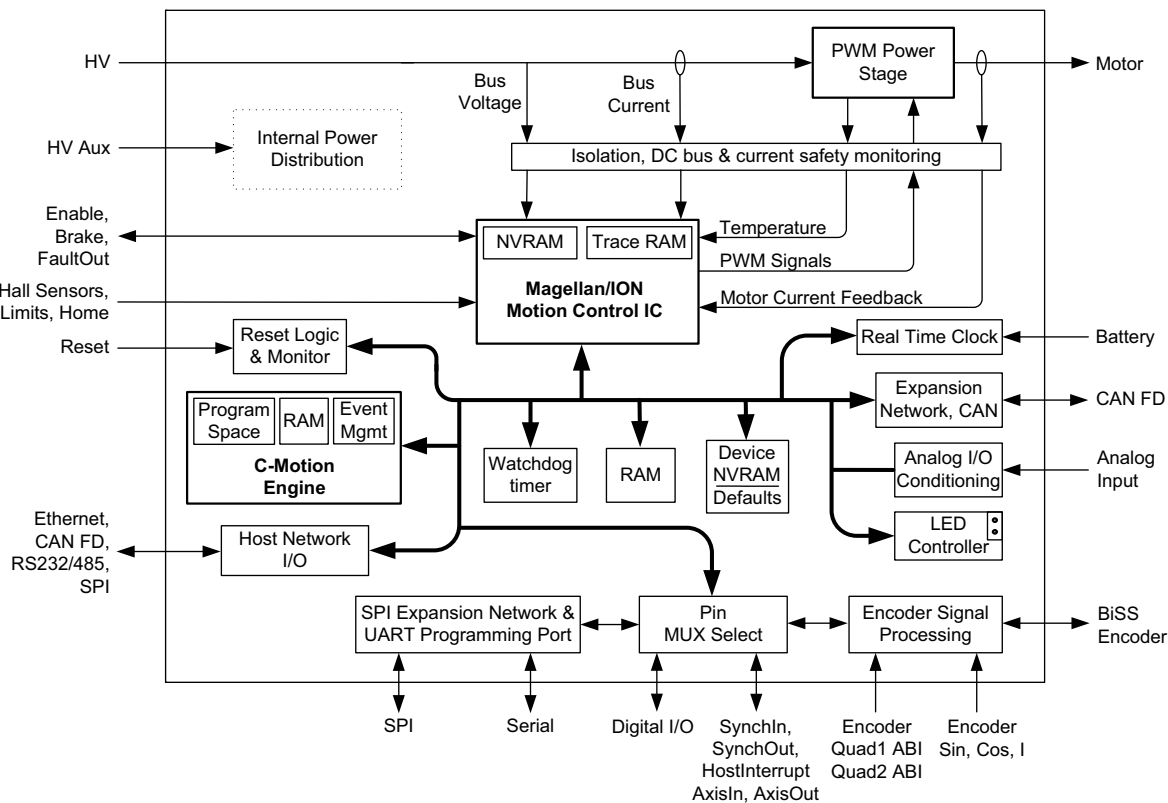 HV
Bus
Voltage
Bus
Current
PWM Power
Stage
Motor
HV Aux
Internal Power
Distribution
Isolation, DC bus & current safety monitoring
Enable,
Brake,
FaultOut
NVRAM
Trace RAM
Magellan/ION
Motion Control IC
Temperature
PWM Signals
Motor Current Feedback
Hall Sensors,
Limits, Home
Reset
Reset Logic
& Monitor
Real Time Clock
Battery
Program
Space
RAM
Event
Mgmt
C-Motion
Engine
Watchdog
timer
RAM
Device
NVRAM
Defaults
Expansion
Network, CAN
CAN FD
Analog I/O
Conditioning
Analog
Input
LED
Controller
Ethernet,
CAN FD,
RS232/485,
SPI
Host Network
I/O
SPI Expansion Network &
UART Programming Port
Pin
MUX Select
Encoder Signal
Processing
BiSS
Encoder
SPI
Serial
Digital I/O
SynchIn,
SynchOut,
HostInterrupt
AxisIn, AxisOut
Encoder
Quad1 ABI
Quad2 ABI
Encoder
Sin, Cos, I